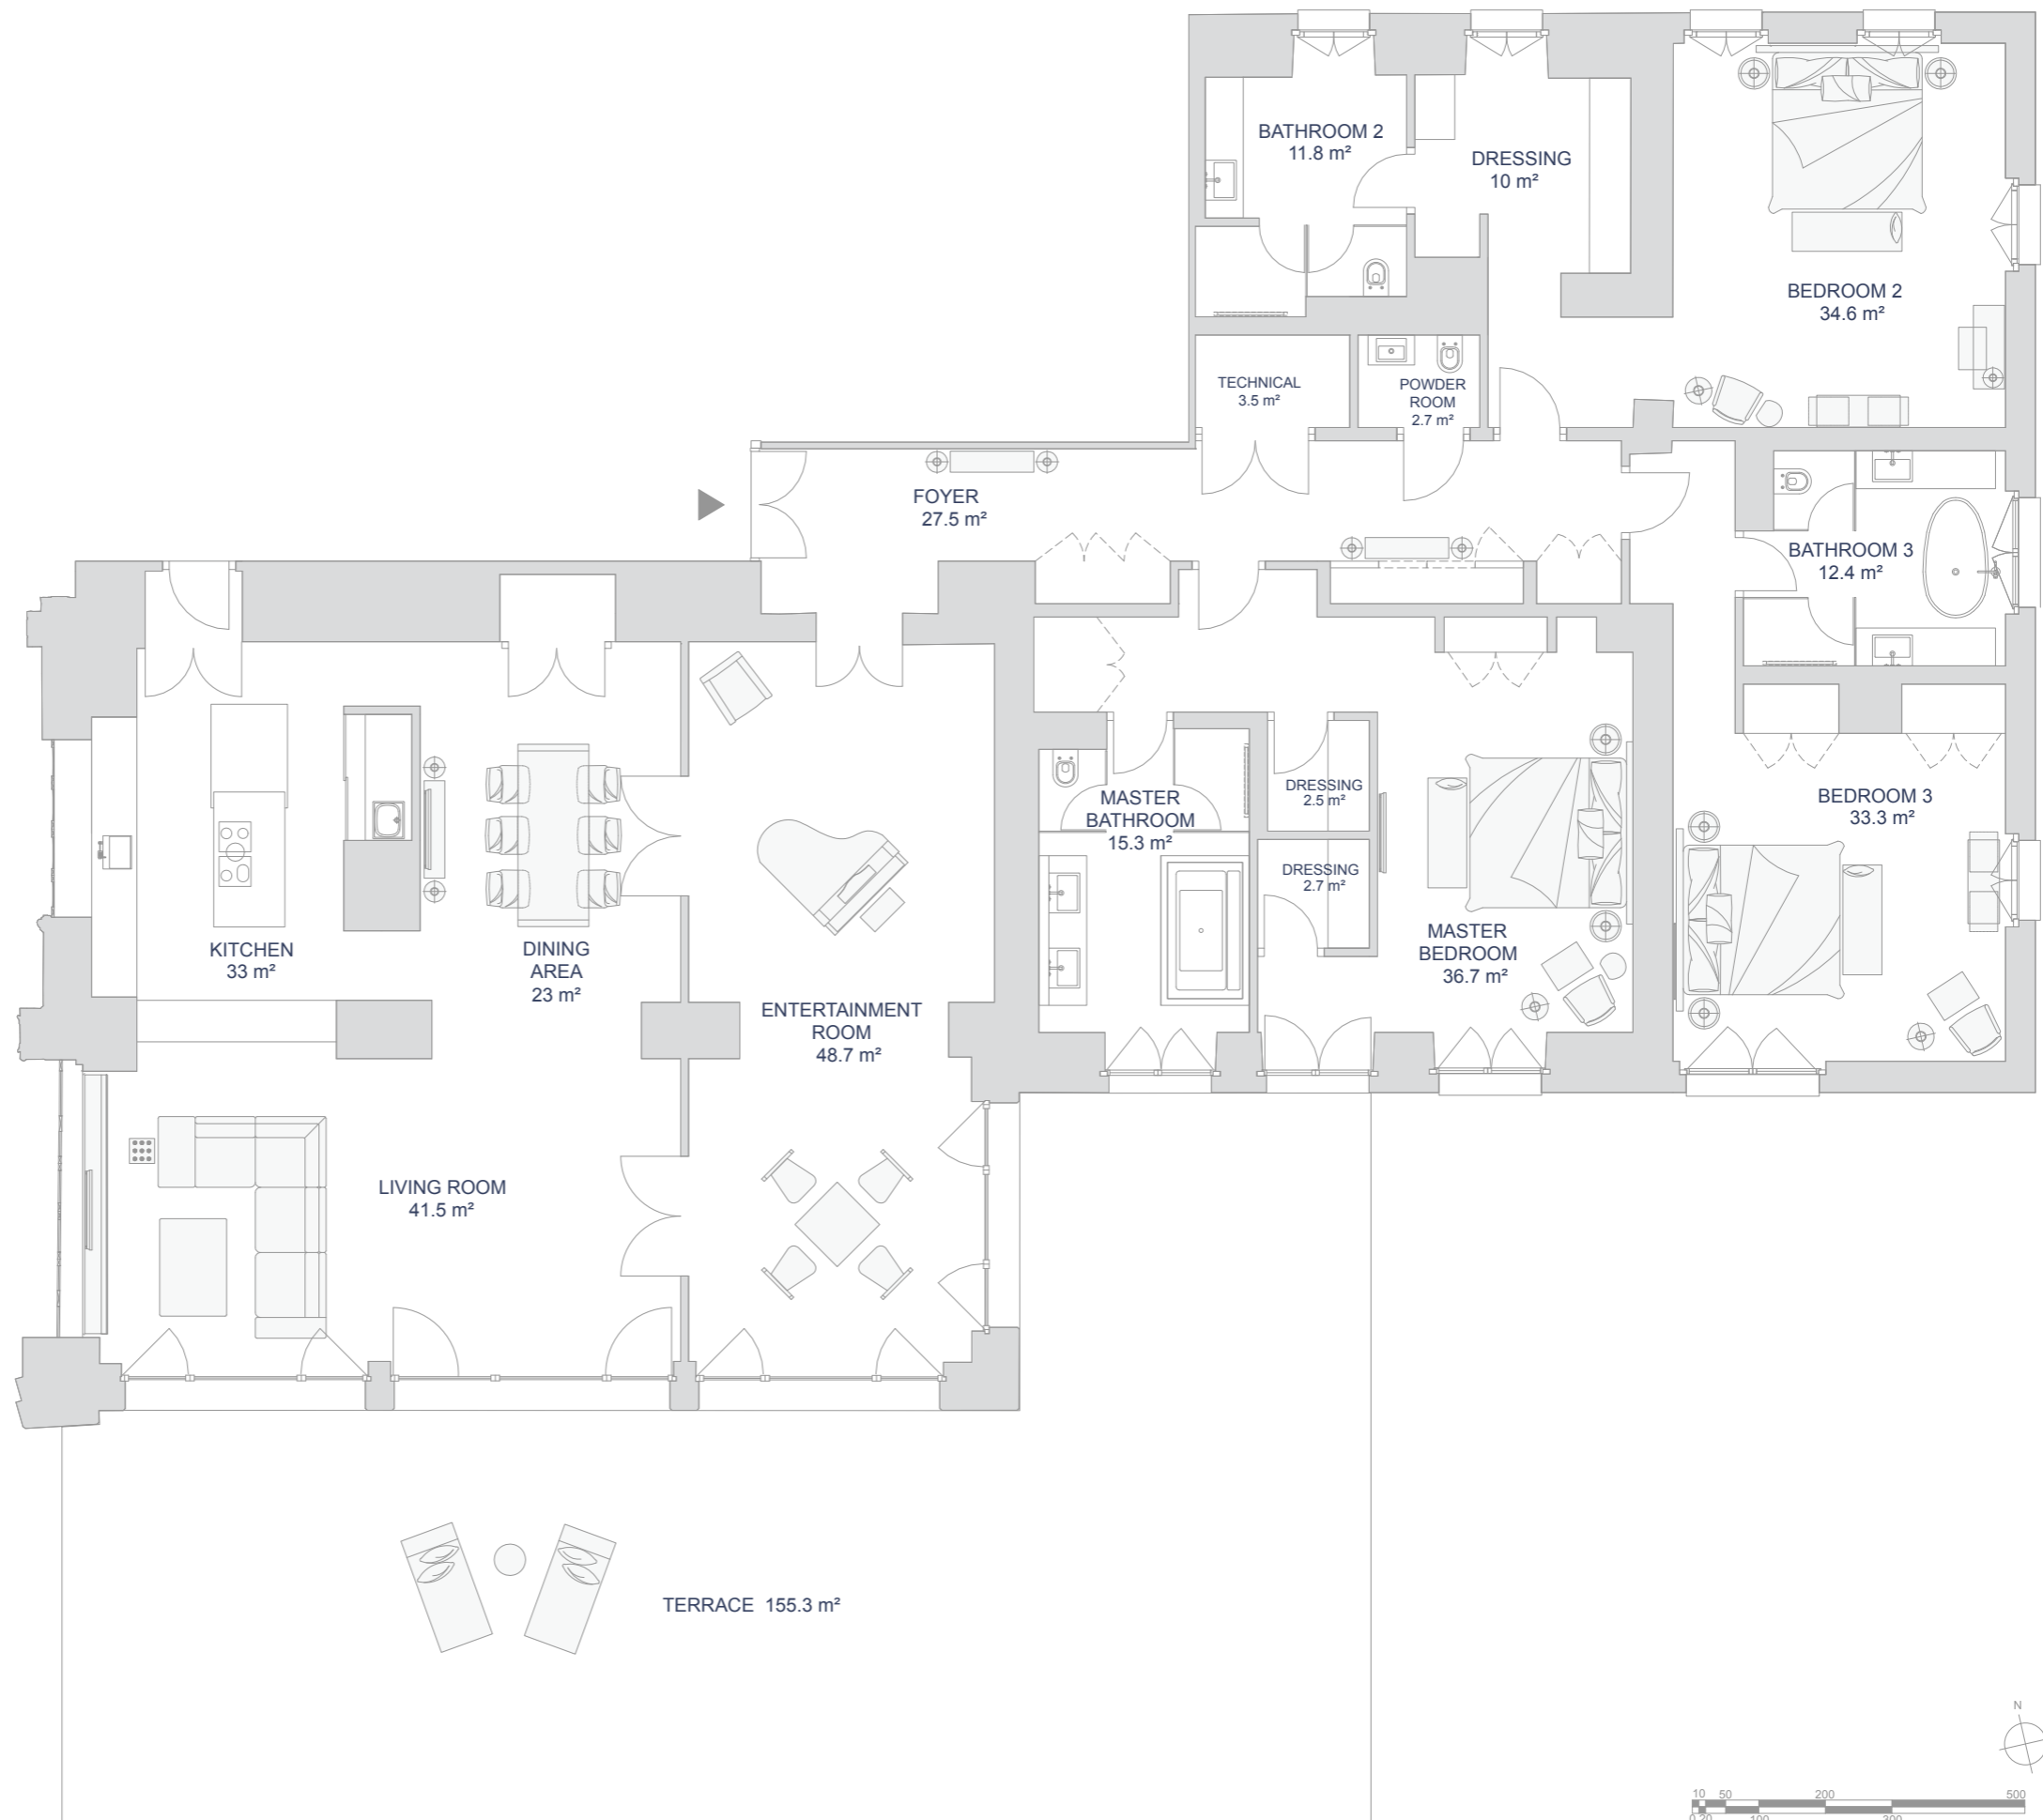 BATHROOM 2
11.8 m²
DRESSING
10 m²
BEDROOM 2
34.6 m²
TECHNICAL
3.5 m²
POWDER
ROOM
2.7 m²
FOYER
27.5 m²
BATHROOM 3
12.4 m²
DRESSING
2.5 m²
MASTER
BATHROOM
15.3 m²
BEDROOM 3
33.3 m²
DRESSING
2.7 m²
KITCHEN
33 m²
DINING
AREA
23 m²
MASTER
BEDROOM
36.7 m²
ENTERTAINMENT
ROOM
48.7 m²
LIVING ROOM
41.5 m²
TERRACE 155.3 m²
N
10 50 200 500
0 20 100 300